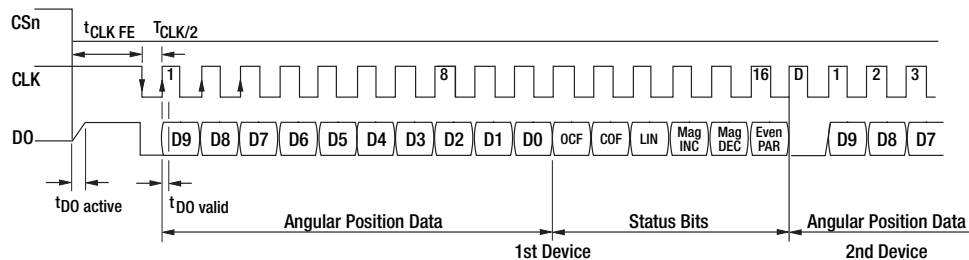 CSn
tCLK FE TCLK/2
CLK 1 8 16 D 1 2 3
DO D9 D8 D7 D6 D5 D4 D3 D2 D1 D0 OCF COF LIN Mag INC Mag DEC Even PAR D9 D8 D7
tDO active tDO valid
Angular Position Data Status Bits Angular Position Data
1st Device 2nd Device